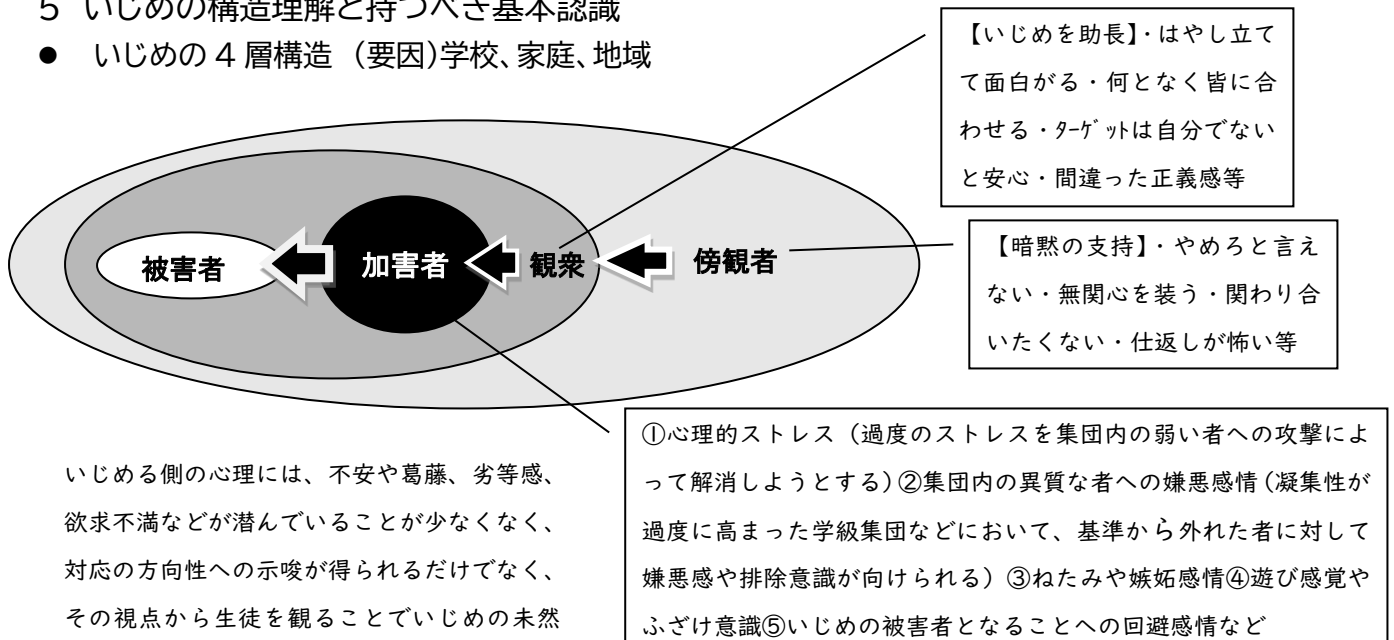 5 いじめの構造理解と持つべき基本認識
● いじめの4層構造 (要因)学校、家庭、地域
【いじめを助長】・はやし立て
て面白がる・何となく皆に合
わせる・ﾀｰｹﾞｯﾄは自分でない
と安心・間違った正義感等
被害者
加害者
観衆
傍観者
【暗黙の支持】・やめろと言え
ない・無関心を装う・関わり合
いたくない・仕返しが怖い等
いじめる側の心理には、不安や葛藤、劣等感、
欲求不満などが潜んでいることが少なくなく、
対応の方向性への示唆が得られるだけでなく、
その視点から生徒を観ることでいじめの未然
①心理的ストレス（過度のストレスを集団内の弱い者への攻撃によ
って解消しようとする）②集団内の異質な者への嫌悪感情（凝集性が
過度に高まった学級集団などにおいて、基準から外れた者に対して
嫌悪感や排除意識が向けられる）③ねたみや嫉妬感情④遊び感覚や
ふざけ意識⑤いじめの被害者となることへの回避感情など